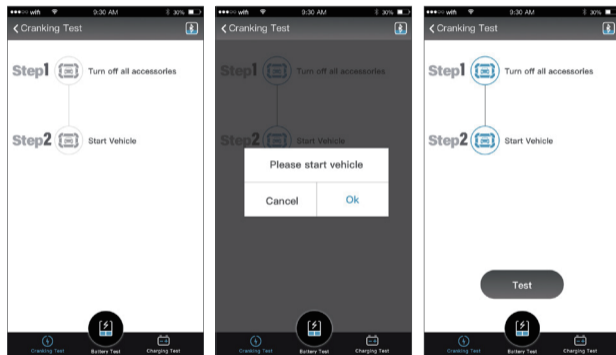 wifi 9:30 AM 30%
Cranking Test
Step1 Turn off all accessories
Step2 Start Vehicle
Cranking Test Battery Test Charging Test
wifi 9:30 AM 30%
Cranking Test
Step1 Turn off all accessories
Step2 Start Vehicle
Please start vehicle
Cancel Ok
Cranking Test Battery Test Charging Test
wifi 9:30 AM 30%
Cranking Test
Step1 Turn off all accessories
Step2 Start Vehicle
Test
Cranking Test Battery Test Charging Test